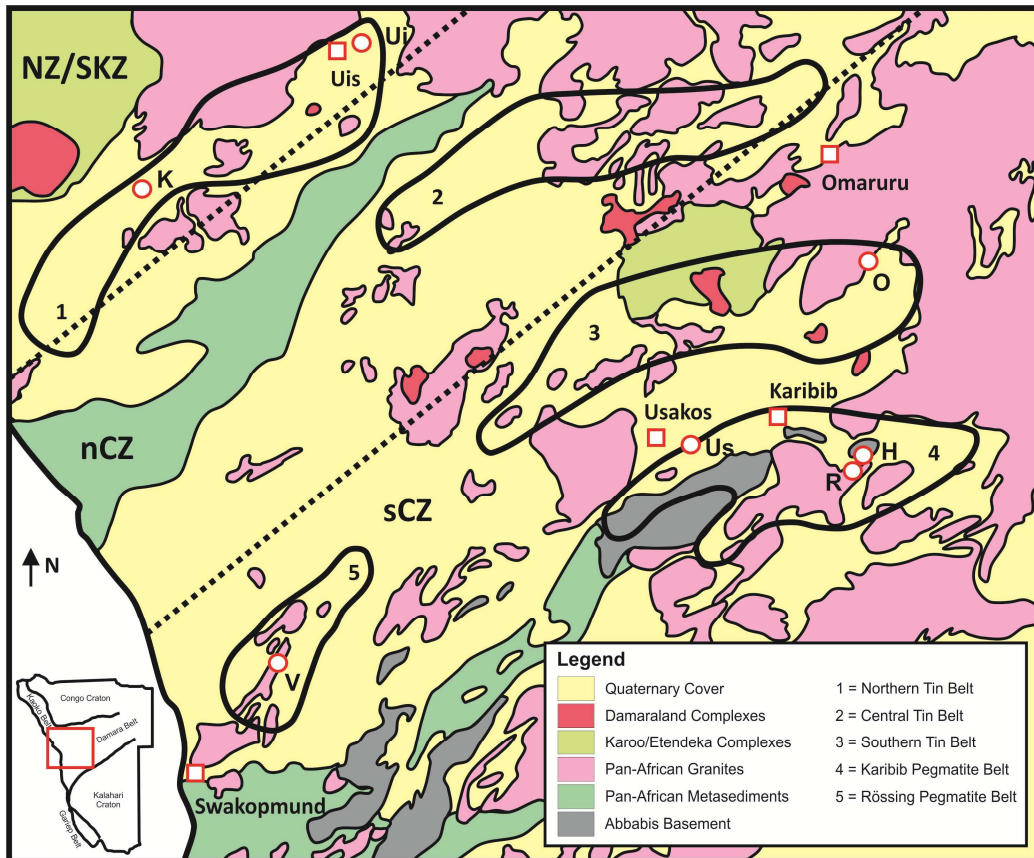 NZ/SKZ
Ui
Uis
K
2
Omaruru
1
O
3
Karibib
Usakos
Us
H
R
4
nCZ
sCZ
N
5
V
Swakopmund
Congo Craton
Kaoko Belt
Damara Belt
Kalahari
Craton
Gariep Belt
Legend
Quaternary Cover
Damaraland Complexes
Karoo/Etendeka Complexes
Pan-African Granites
Pan-African Metasediments
Abbabis Basement
1 = Northern Tin Belt
2 = Central Tin Belt
3 = Southern Tin Belt
4 = Karibib Pegmatite Belt
5 = Rössing Pegmatite Belt